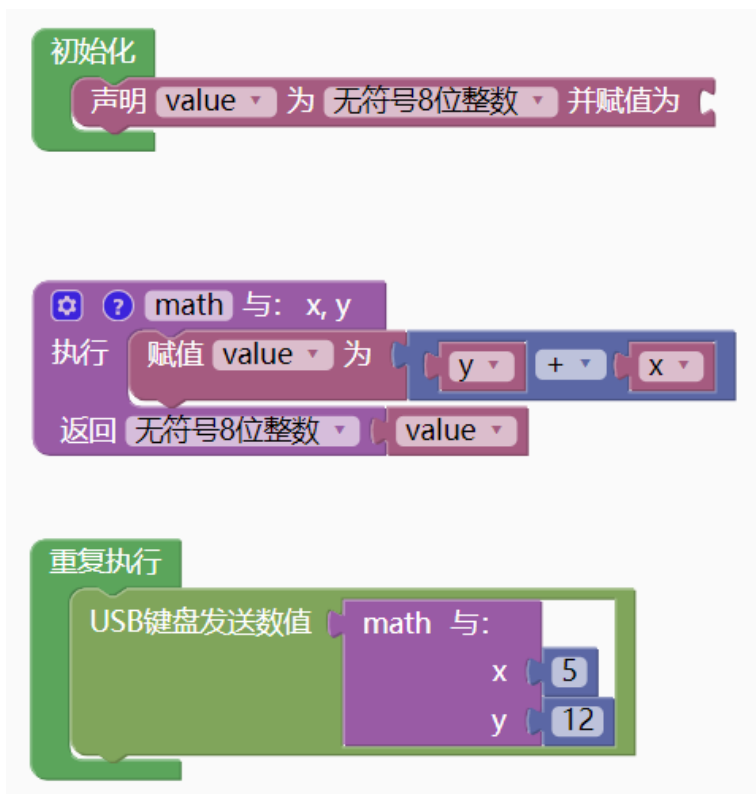 初始化
声明 value 为 无符号8位整数 并赋值为
? math 与: x, y
执行 赋值 value 为 y + x
返回 无符号8位整数 value
重复执行
USB键盘发送数值 math 与:
x 5
y 12